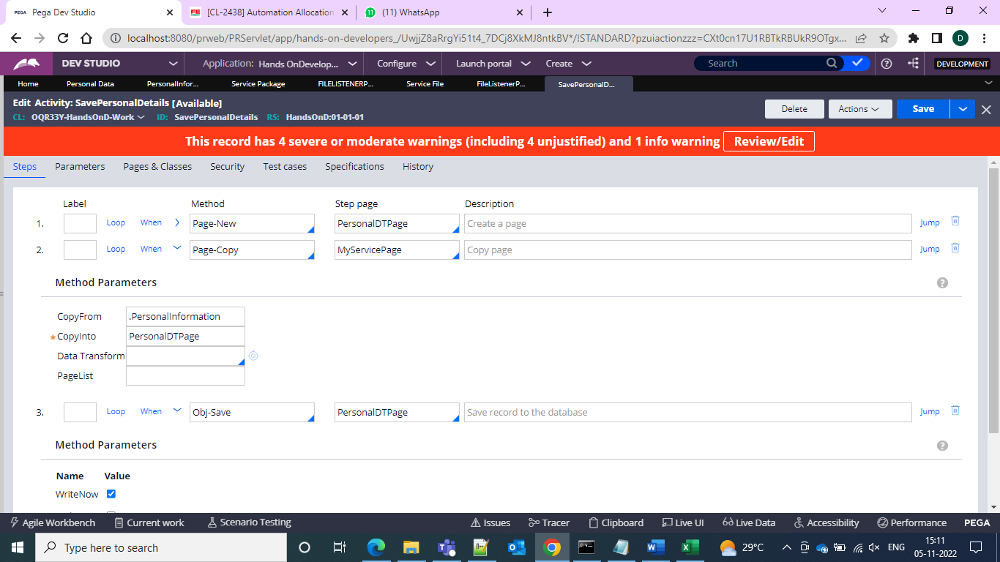 PEGA Pega Dev Studio
FE [CL-2438] Automation Allocation
11 (11) WhatsApp
localhost:8080/prweb/PRServlet/app/hands-on-developers_/UwjjZ8aRrgYi51t4_7DCj8XkMJ8ntkBV*/!STANDARD?pzuiactionzzz=CXt0cn17U1RBTkRBUkR9OTgx...
D
DEV STUDIO
Application: Hands OnDevelop...
Configure
Launch portal
Create
Search
DEVELOPMENT
Home
Personal Data
PersonalInfor...
Service Package
FILELISTENERP...
Service File
FileListenerP...
SavePersonalD...
Edit Activity: SavePersonalDetails [Available]
CL: OQR33Y-HandsOnD-Work ID: SavePersonalDetails RS: HandsOnD:01-01-01
Delete
Actions
Save
This record has 4 severe or moderate warnings (including 4 unjustified) and 1 info warning Review/Edit
Steps Parameters Pages & Classes Security Test cases Specifications History
Label Method Step page Description
1. Loop When Page-New PersonalDTPage Create a page Jump
2. Loop When Page-Copy MyServicePage Copy page Jump
Method Parameters ?
CopyFrom .PersonalInformation
★CopyInto PersonalDTPage
Data Transform
PageList
3. Loop When Obj-Save PersonalDTPage Save record to the database Jump
Method Parameters ?
Name Value
WriteNow
Agile Workbench Current work Scenario Testing Issues Tracer Clipboard Live UI Live Data Accessibility Performance PEGA
Type here to search
29°C
ENG
15:11
05-11-2022